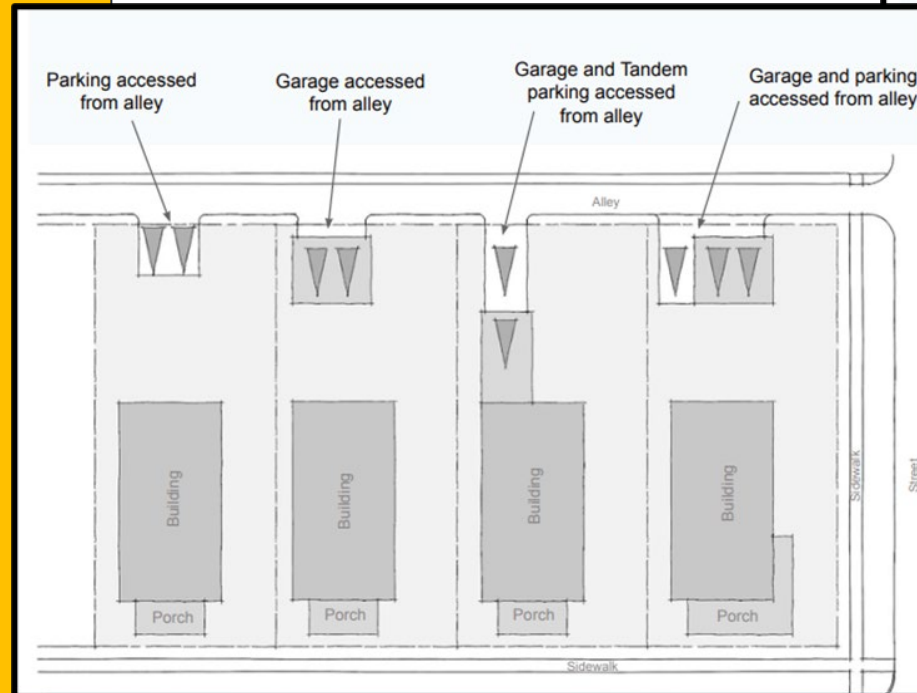 Parking accessed
from alley
Garage accessed
from alley
Garage and Tandem
parking accessed
from alley
Garage and parking
accessed from alley
Alley
Building
Building
Building
Building
Sidewalk
Street
Porch
Porch
Porch
Porch
Sidewalk